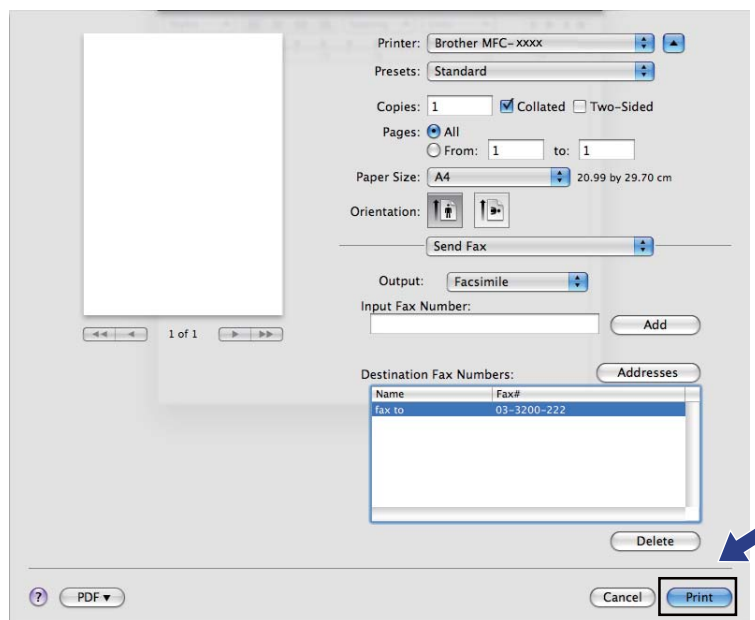 Printer: Brother MFC-xxxx
Presets: Standard
Copies: 1 Collated Two-Sided
Pages: All
From: 1 to: 1
Paper Size: A4 20.99 by 29.70 cm
Orientation:
Send Fax
Output: Facsimile
Input Fax Number:
Add
1 of 1
Destination Fax Numbers: Addresses
Name Fax#
fax to 03-3200-222
Delete
? PDF Cancel Print